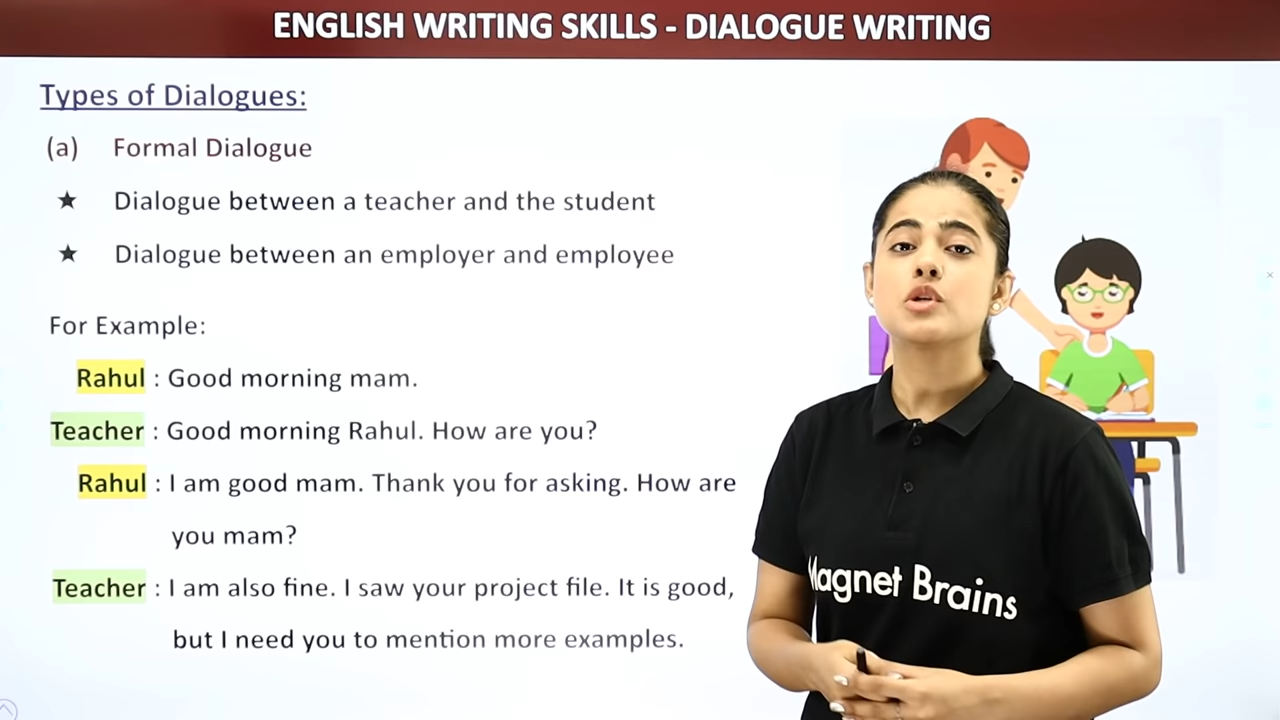 ENGLISH WRITING SKILLS - DIALOGUE WRITING
Types of Dialogues:
(a) Formal Dialogue
★ Dialogue between a teacher and the student
★ Dialogue between an employer and employee
For Example:
Rahul : Good morning mam.
Teacher : Good morning Rahul. How are you?
Rahul : I am good mam. Thank you for asking. How are
you mam?
Teacher : I am also fine. I saw your project file. It is good,
but I need you to mention more examples.
Magnet Brains